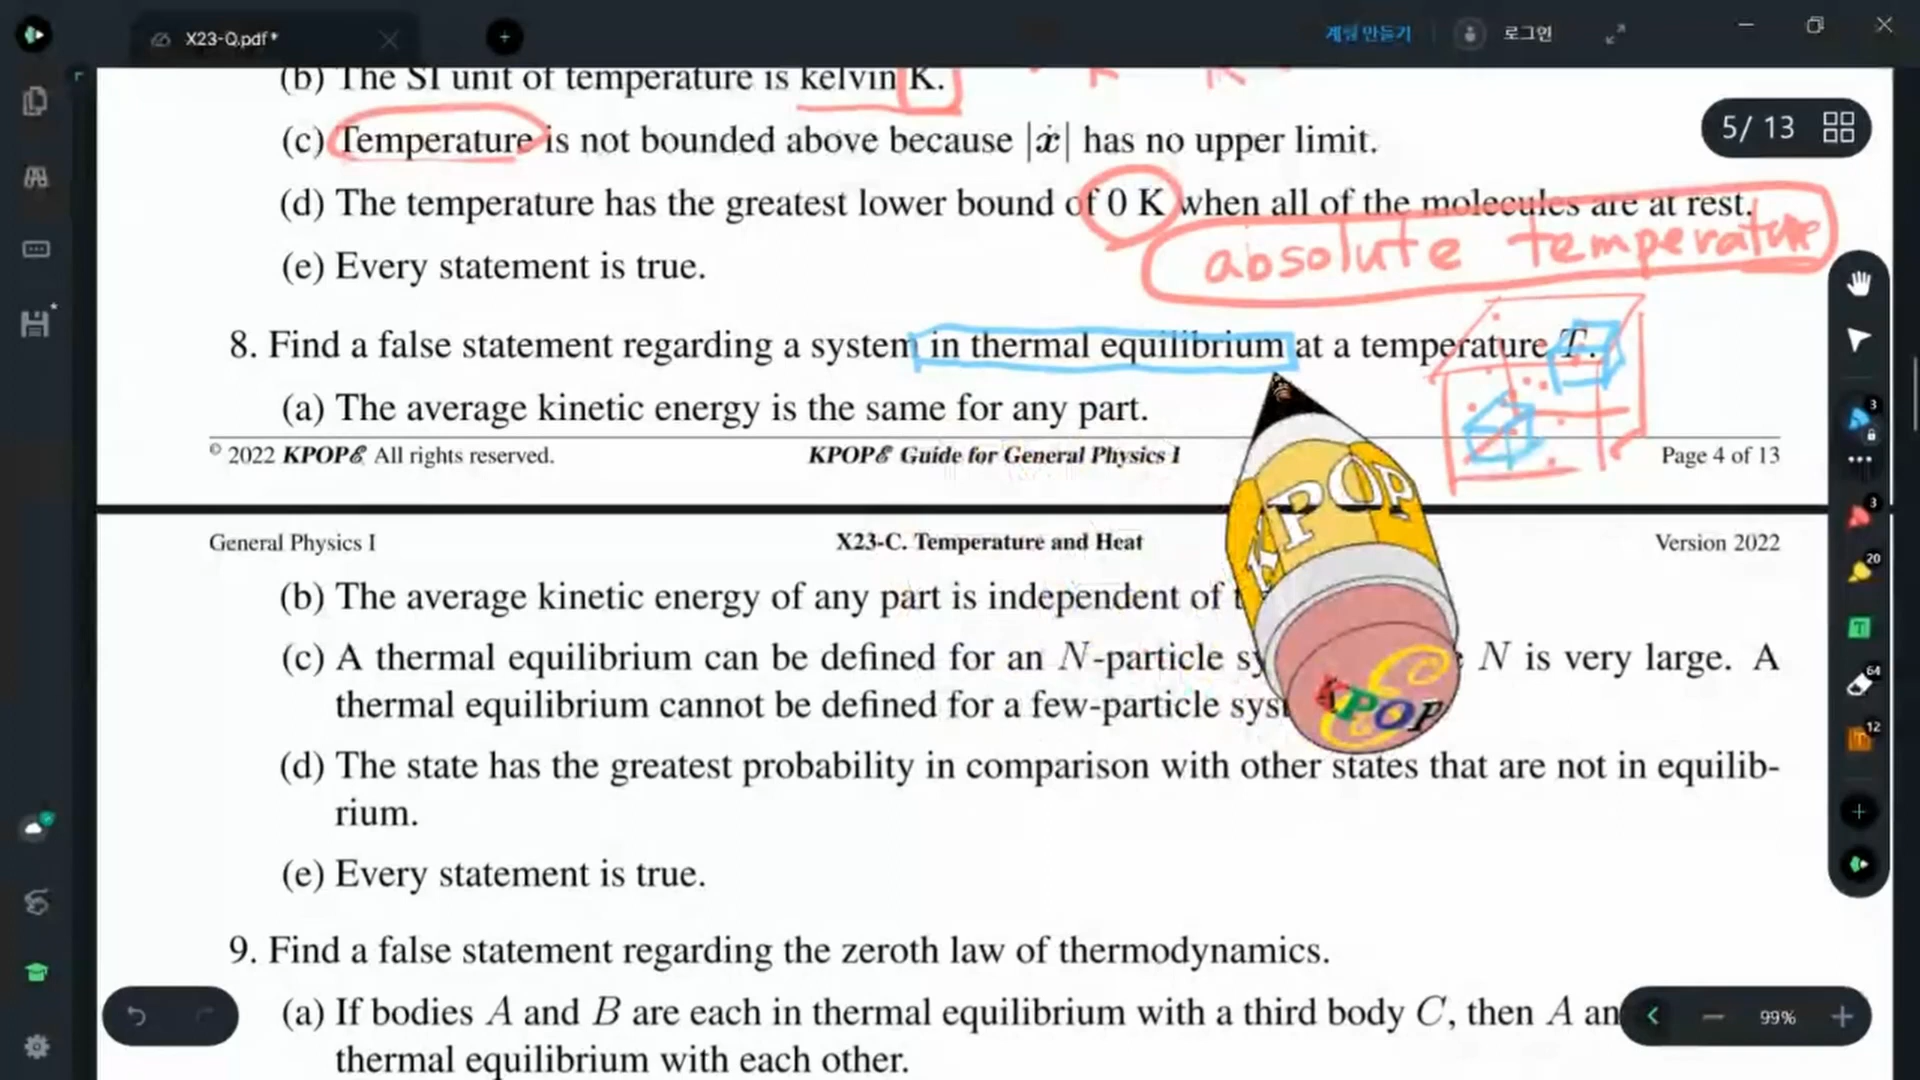 X23-Q.pdf*
계정 만들기
로그인
(b) The SI unit of temperature is kelvin K.
(c) Temperature is not bounded above because |ẋ| has no upper limit.
5/ 13
(d) The temperature has the greatest lower bound of 0 K when all of the molecules are at rest.
absolute temperature
(e) Every statement is true.
8. Find a false statement regarding a system in thermal equilibrium at a temperature T.
(a) The average kinetic energy is the same for any part.
© 2022 KPOPE All rights reserved.
KPOPE Guide for General Physics I
Page 4 of 13
General Physics I
X23-C. Temperature and Heat
Version 2022
(b) The average kinetic energy of any part is independent of
(c) A thermal equilibrium can be defined for an N-particle N is very large. A
thermal equilibrium cannot be defined for a few-particle
(d) The state has the greatest probability in comparison with other states that are not in equilib-
rium.
(e) Every statement is true.
9. Find a false statement regarding the zeroth law of thermodynamics.
(a) If bodies A and B are each in thermal equilibrium with a third body C, then A
thermal equilibrium with each other.
KPOP
KPOP
3
3
20
T
64
12
99%